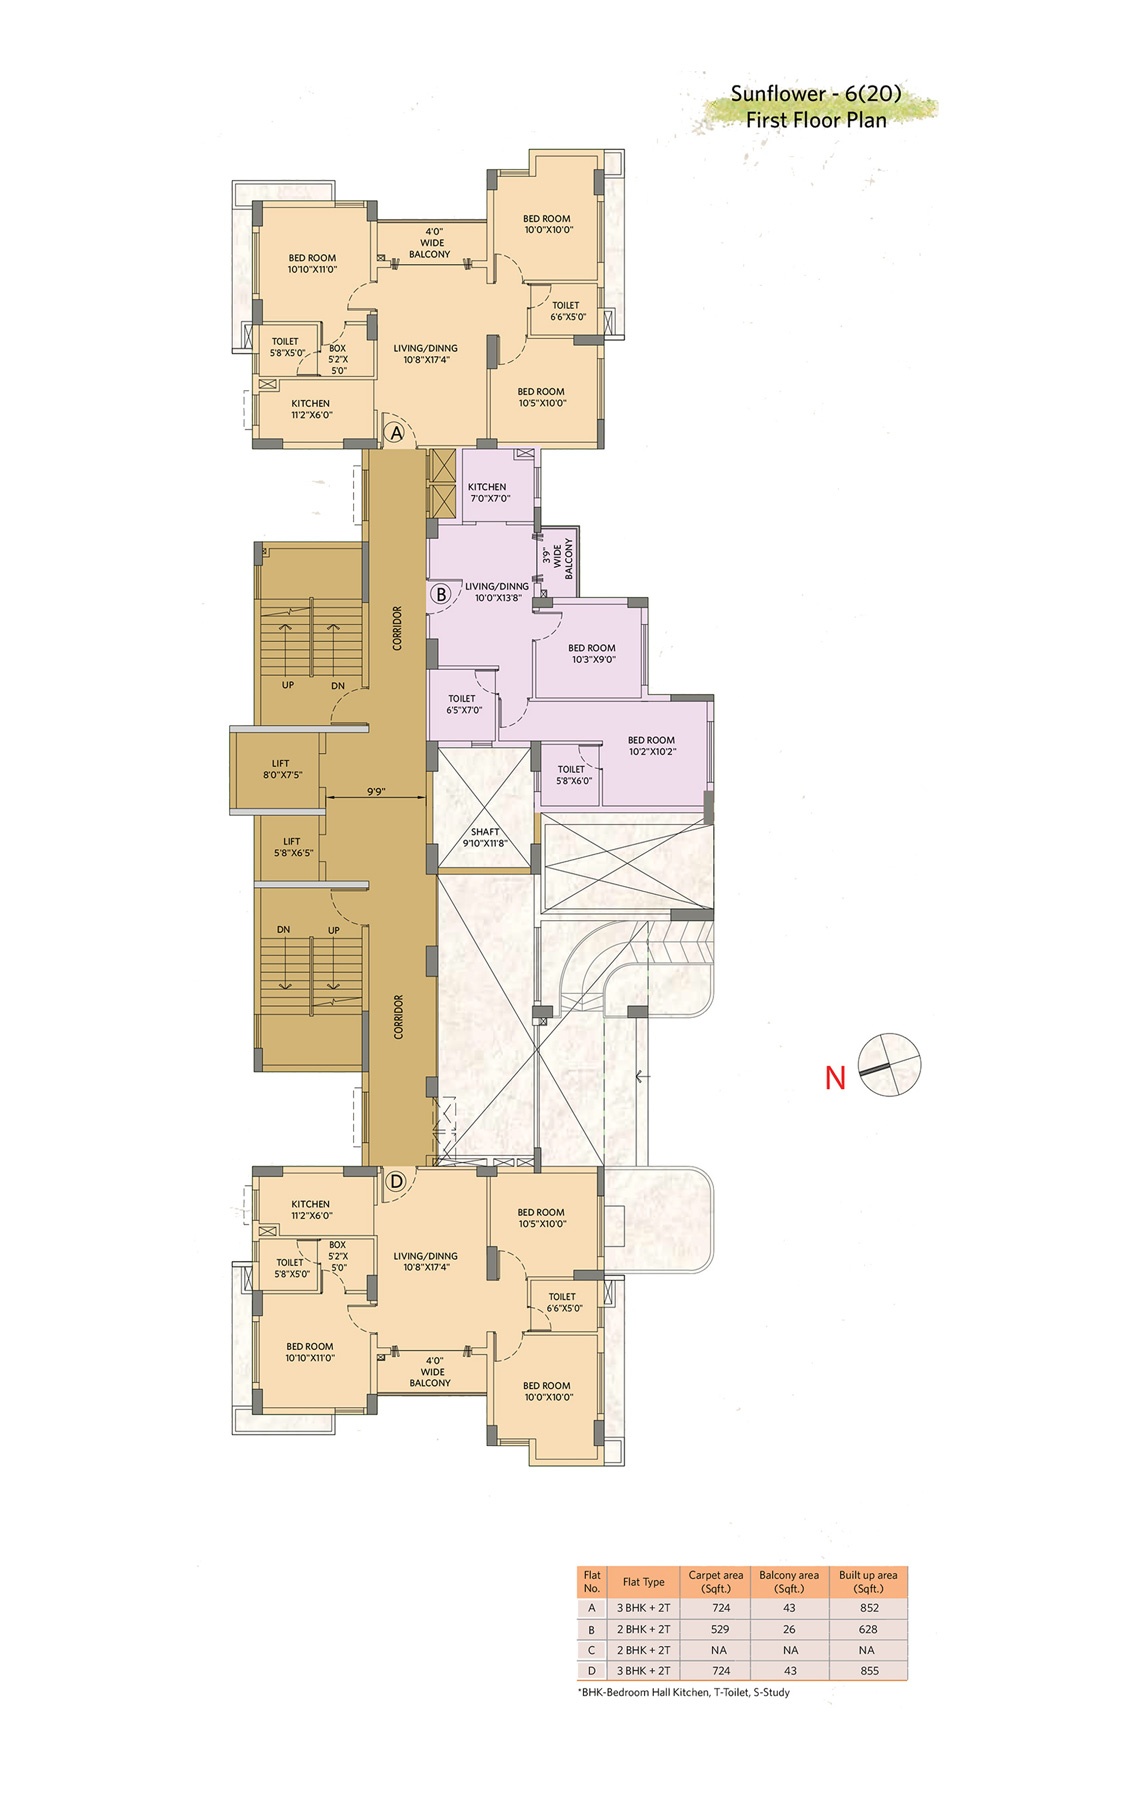 Sunflower - 6(20)
First Floor Plan
BED ROOM
10'0"X10'0"
4'0"
WIDE
BALCONY
BED ROOM
10'10"X11'0"
TOILET
6'6"X5'0"
TOILET
5'8"X5'0"
BOX
5'2"X
5'0"
LIVING/DINNG
10'8"X17'4"
BED ROOM
10'5"X10'0"
KITCHEN
11'2"X6'0"
A
KITCHEN
7'0"X7'0"
3'9"
WIDE
BALCONY
LIVING/DINNG
10'0"X13'8"
B
CORRIDOR
BED ROOM
10'3"X9'0"
UP
DN
TOILET
6'5"X7'0"
BED ROOM
10'2"X10'2"
LIFT
8'0"X7'5"
TOILET
5'8"X6'0"
9'9"
SHAFT
9'10"X11'8"
LIFT
5'8"X6'5"
DN
UP
CORRIDOR
N
D
KITCHEN
11'2"X6'0"
BED ROOM
10'5"X10'0"
BOX
5'2"X
5'0"
TOILET
5'8"X5'0"
LIVING/DINNG
10'8"X17'4"
TOILET
6'6"X5'0"
BED ROOM
10'10"X11'0"
4'0"
WIDE
BALCONY
BED ROOM
10'0"X10'0"
Flat No. Flat Type Carpet area (Sqft.) Balcony area (Sqft.) Built up area (Sqft.)
A 3 BHK + 2T 724 43 852
B 2 BHK + 2T 529 26 628
C 2 BHK + 2T NA NA NA
D 3 BHK + 2T 724 43 855
*BHK-Bedroom Hall Kitchen, T-Toilet, S-Study